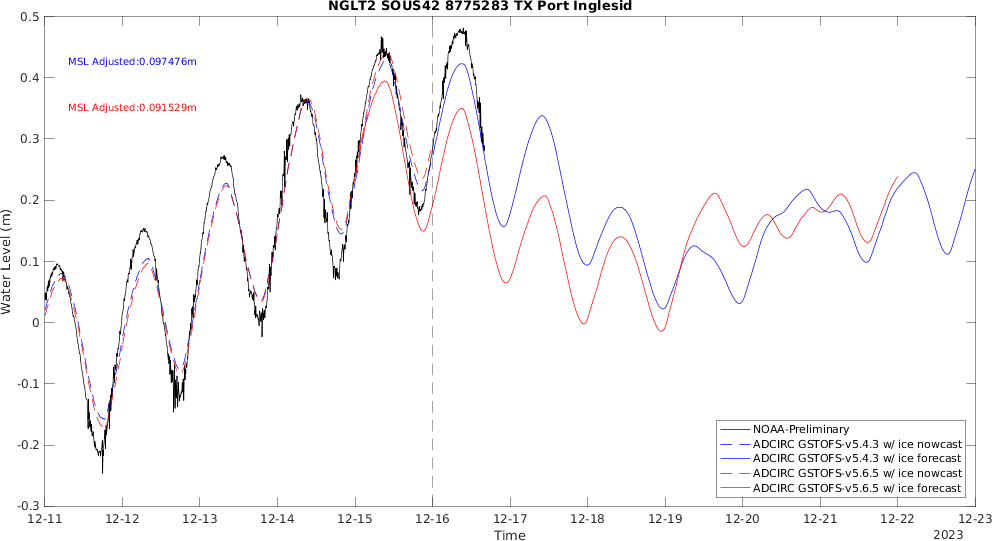 NGLT2 SOUS42 8775283 TX Port Inglesid
MSL Adjusted:0.097476m
MSL Adjusted:0.091529m
Water Level (m)
0.5
0.4
0.3
0.2
0.1
0
-0.1
-0.2
-0.3
NOAA-Preliminary
ADCIRC GSTOFS-v5.4.3 w/ ice nowcast
ADCIRC GSTOFS-v5.4.3 w/ ice forecast
ADCIRC GSTOFS-v5.6.5 w/ ice nowcast
ADCIRC GSTOFS-v5.6.5 w/ ice forecast
12-11 12-12 12-13 12-14 12-15 12-16 12-17 12-18 12-19 12-20 12-21 12-22 12-23
Time
2023